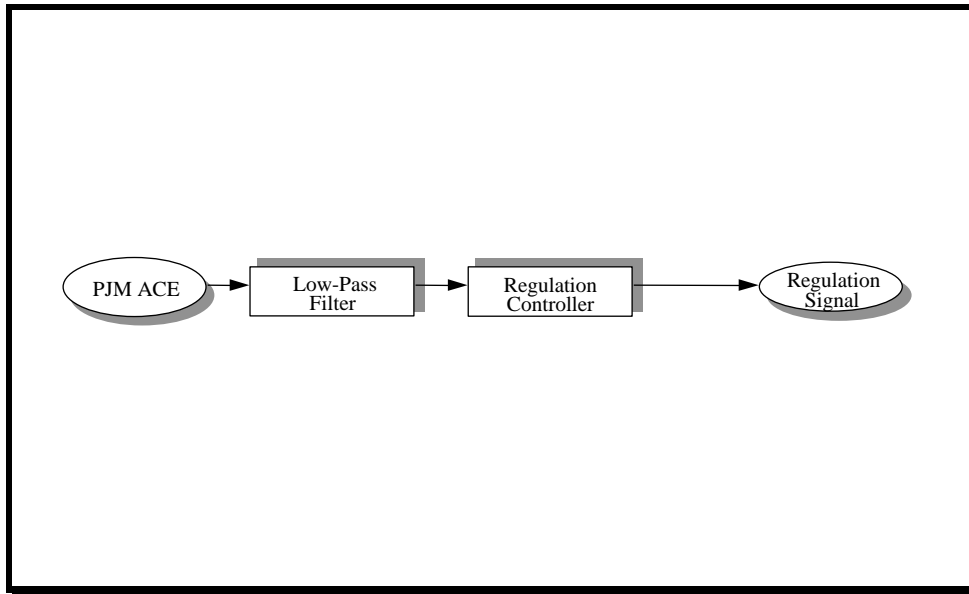 PJM ACE
Low-Pass
Filter
Regulation
Controller
Regulation
Signal